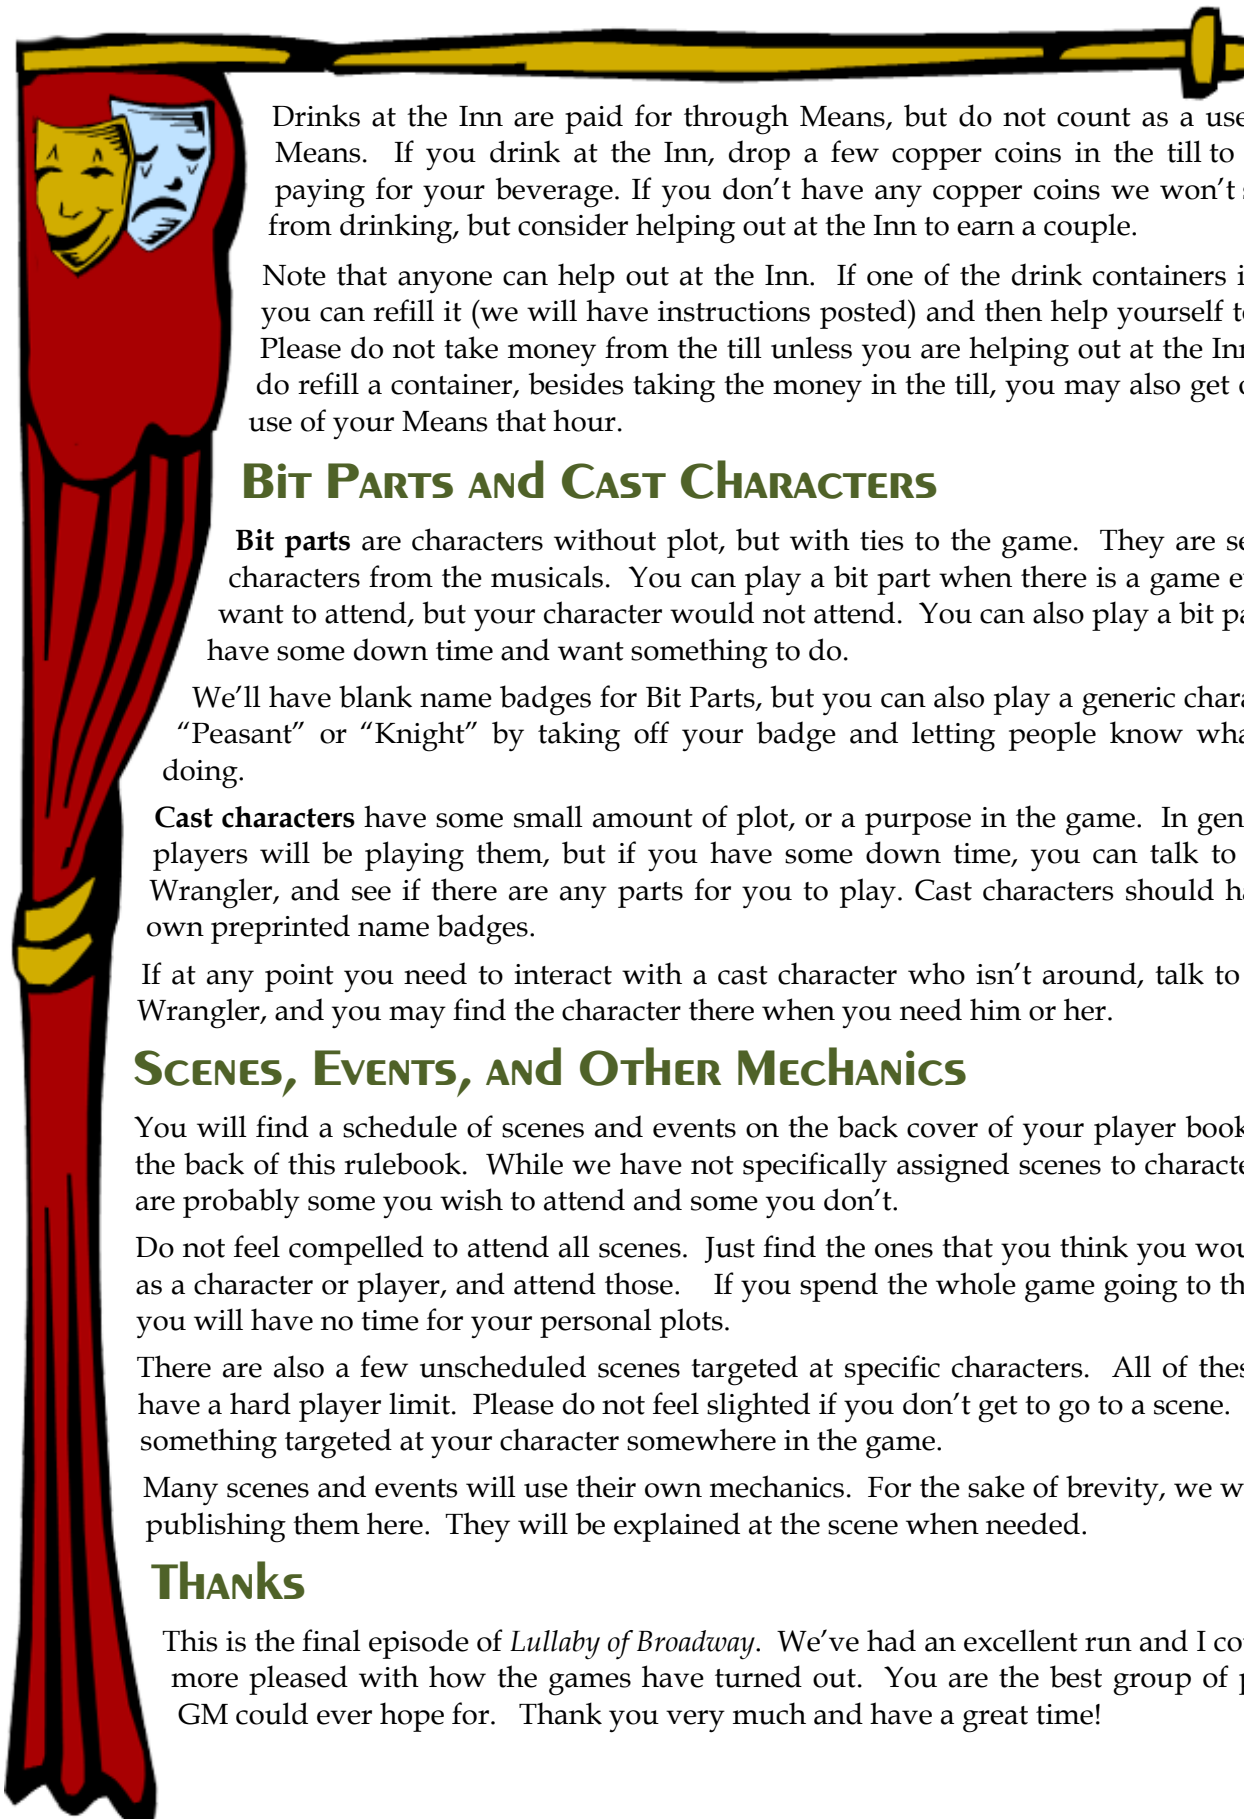 Drinks at the Inn are paid for through Means, but do not count as a use
Means. If you drink at the Inn, drop a few copper coins in the till to
paying for your beverage. If you don’t have any copper coins we won’t
from drinking, but consider helping out at the Inn to earn a couple.
Note that anyone can help out at the Inn. If one of the drink containers
you can refill it (we will have instructions posted) and then help yourself
Please do not take money from the till unless you are helping out at the Inn
do refill a container, besides taking the money in the till, you may also get
use of your Means that hour.
Bit Parts and Cast Characters
Bit parts are characters without plot, but with ties to the game. They are
characters from the musicals. You can play a bit part when there is a game
want to attend, but your character would not attend. You can also play a bit
have some down time and want something to do.
We’ll have blank name badges for Bit Parts, but you can also play a generic
“Peasant” or “Knight” by taking off your badge and letting people know
doing.
Cast characters have some small amount of plot, or a purpose in the game. In
players will be playing them, but if you have some down time, you can talk to
Wrangler, and see if there are any parts for you to play. Cast characters should
own preprinted name badges.
If at any point you need to interact with a cast character who isn’t around, talk to
Wrangler, and you may find the character there when you need him or her.
Scenes, Events, and Other Mechanics
You will find a schedule of scenes and events on the back cover of your player book
the back of this rulebook. While we have not specifically assigned scenes to
are probably some you wish to attend and some you don’t.
Do not feel compelled to attend all scenes. Just find the ones that you think you
as a character or player, and attend those. If you spend the whole game going to
you will have no time for your personal plots.
There are also a few unscheduled scenes targeted at specific characters. All of
have a hard player limit. Please do not feel slighted if you don’t get to go to a scene.
something targeted at your character somewhere in the game.
Many scenes and events will use their own mechanics. For the sake of brevity, we
publishing them here. They will be explained at the scene when needed.
Thanks
This is the final episode of Lullaby of Broadway. We’ve had an excellent run and I
more pleased with how the games have turned out. You are the best group of
GM could ever hope for. Thank you very much and have a great time!